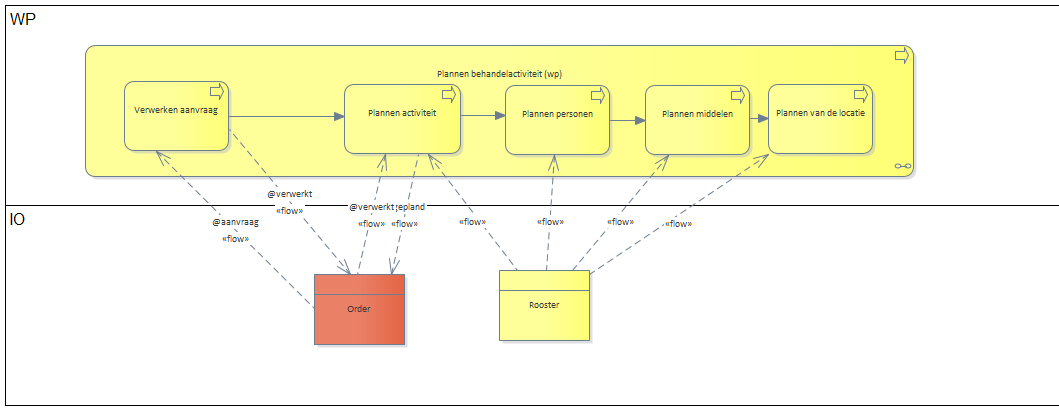 WP
Plannen behandelactiviteit (wp)
Verwerken aanvraag
Plannen activiteit
Plannen personen
Plannen middelen
Plannen van de locatie
@verwerkt
«flow»
@verwerkt
epland
«flow»
«flow»
@aanvraag
«flow»
«flow»
«flow»
«flow»
«flow»
IO
Order
Rooster